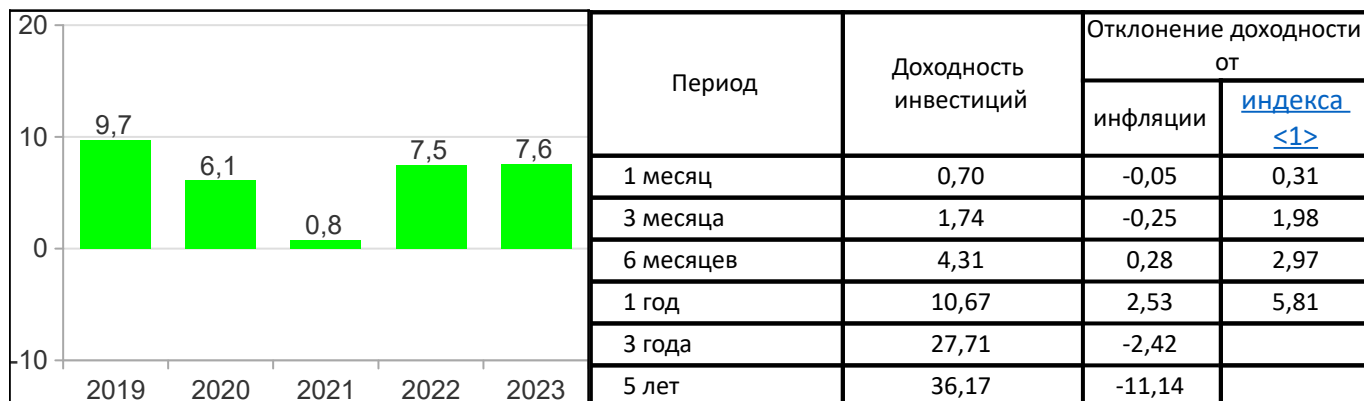 20
10
0
-10
9,7
6,1
0,8
7,5
7,6
2019 2020 2021 2022 2023
Период
Доходность
инвестиций
Отклонение доходности
от
инфляции
индекса
<1>
1 месяц 0,70 -0,05 0,31
3 месяца 1,74 -0,25 1,98
6 месяцев 4,31 0,28 2,97
1 год 10,67 2,53 5,81
3 года 27,71 -2,42
5 лет 36,17 -11,14